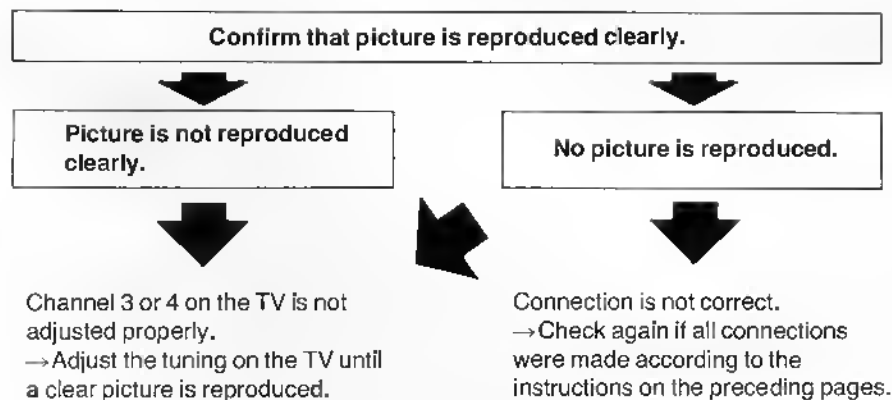 Confirm that picture is reproduced clearly.
Picture is not reproduced
clearly.
No picture is reproduced.
Channel 3 or 4 on the TV is not
adjusted properly.
→Adjust the tuning on the TV until
a clear picture is reproduced.
Connection is not correct.
→Check again if all connections
were made according to the
instructions on the preceding pages.